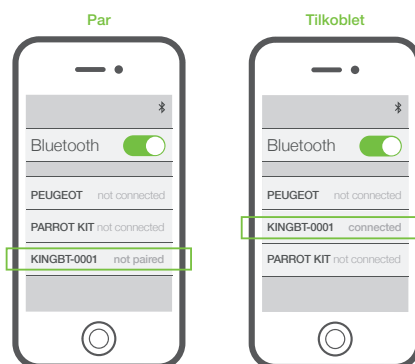 Par
Bluetooth
PEUGEOT not connected
PARROT KIT not connected
KINGBT-0001 not paired
Tilkoblet
Bluetooth
PEUGEOT not connected
KINGBT-0001 connected
PARROT KIT not connected